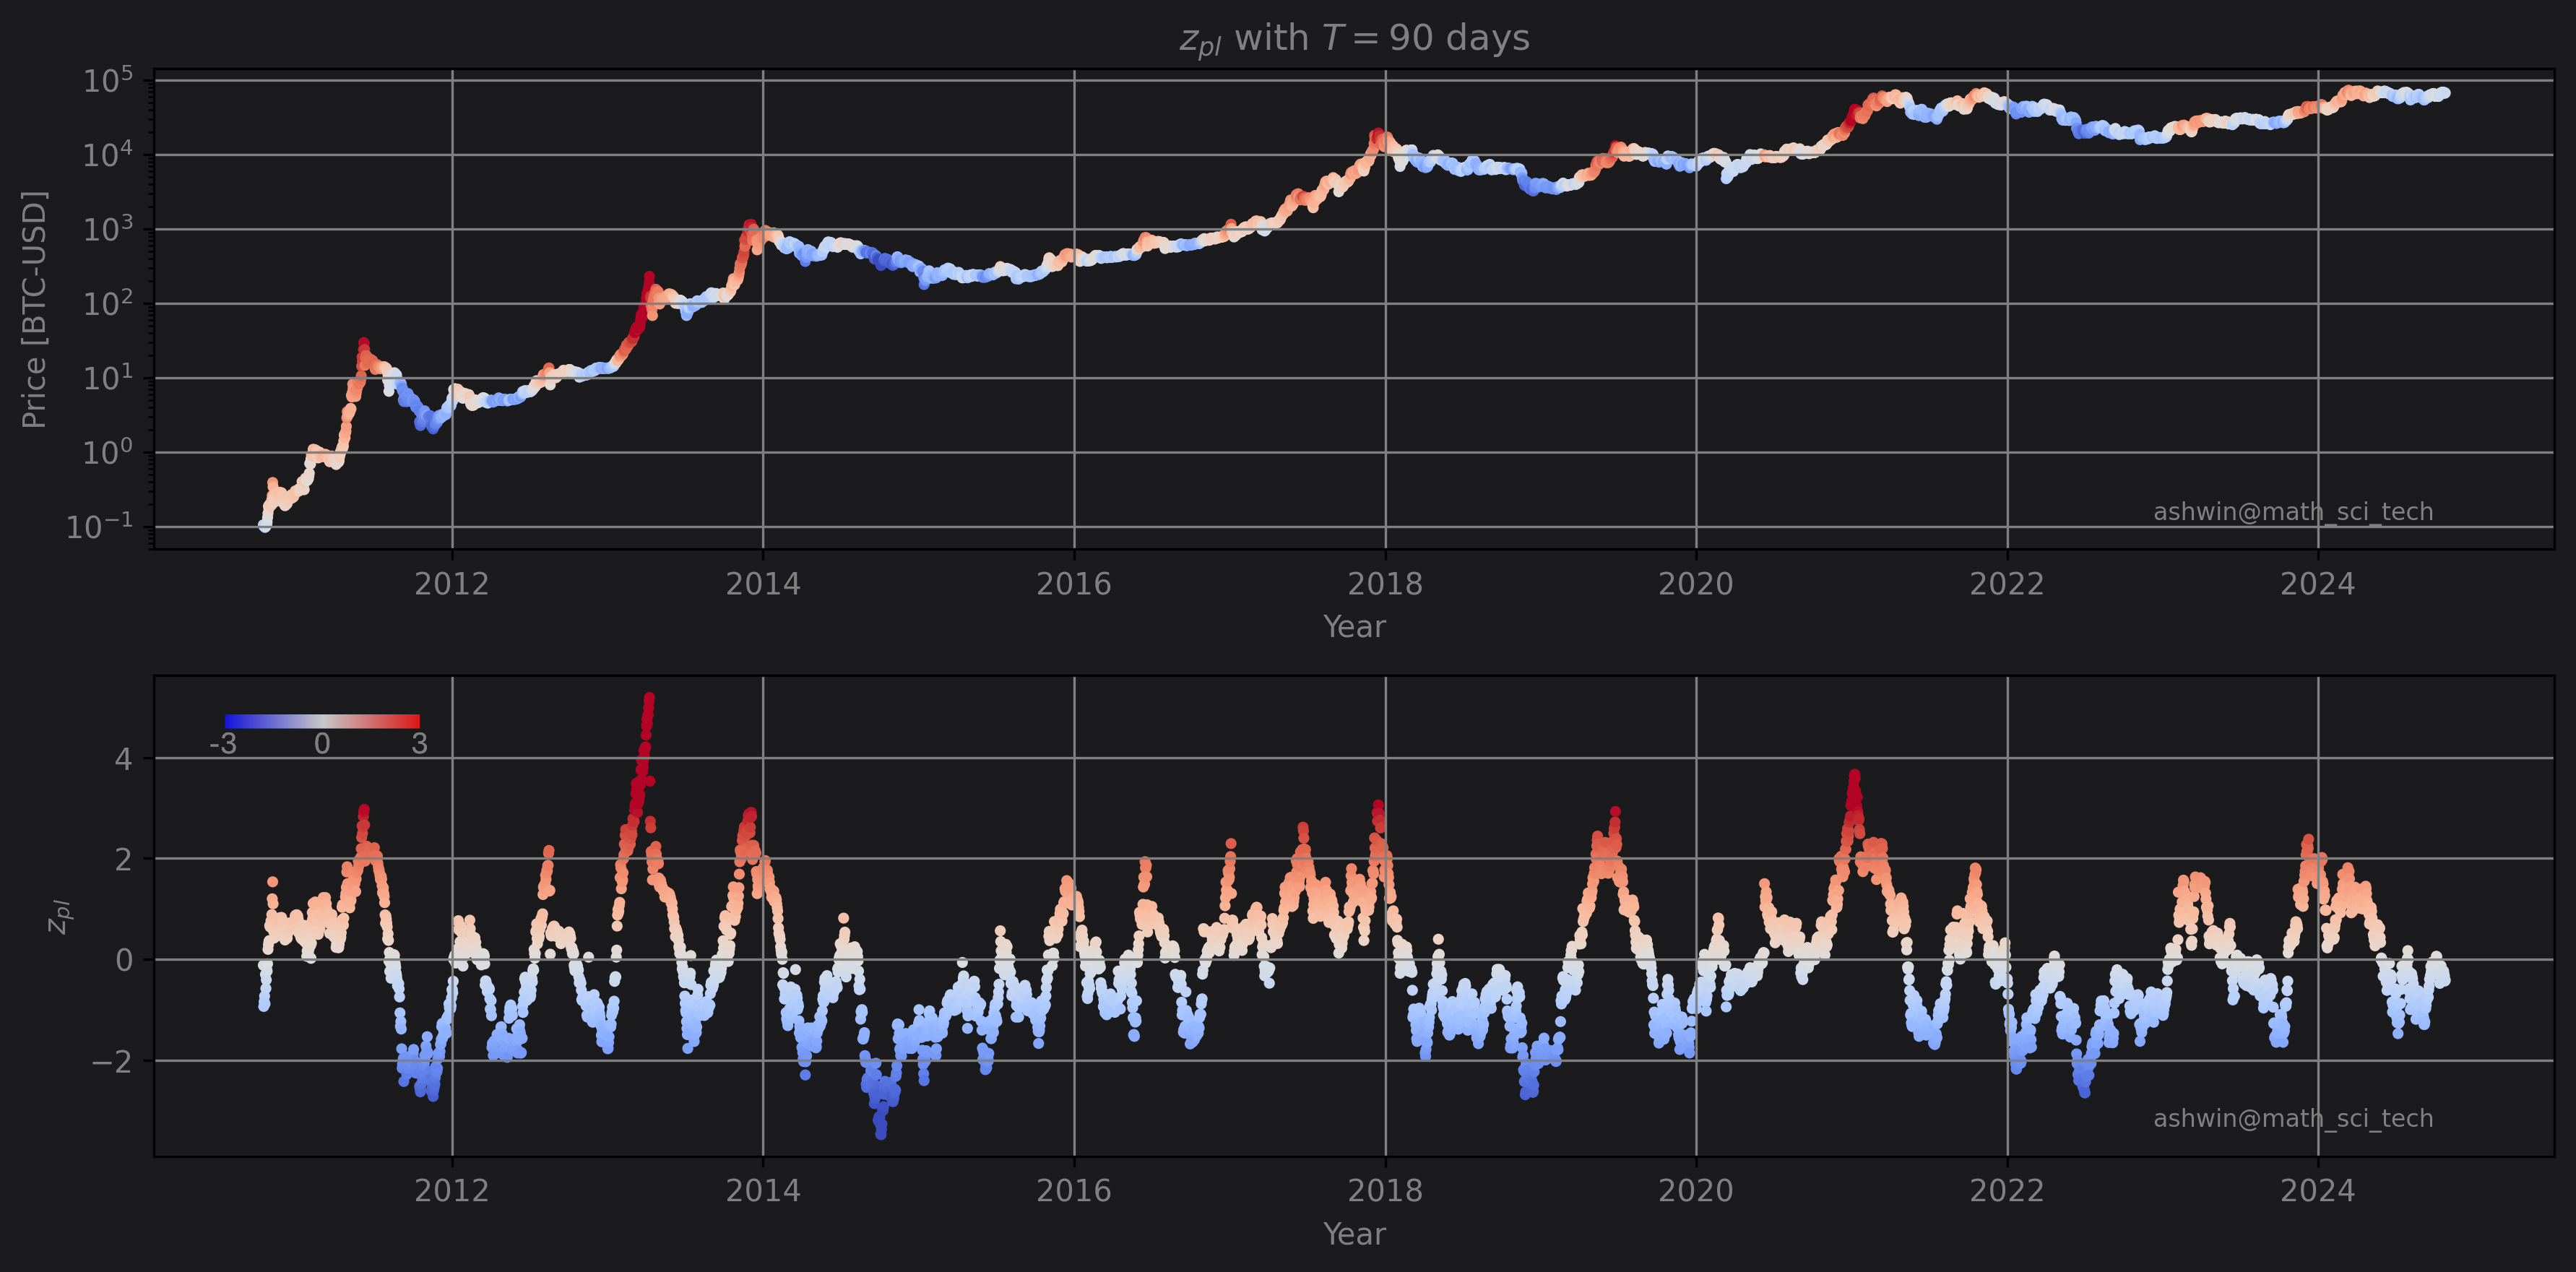 z_pl with T = 90 days
10^5
10^4
10^3
10^2
10^1
10^0
10^−1
Price [BTC-USD]
ashwin@math_sci_tech
2012 2014 2016 2018 2020 2022 2024
Year
-3 0 3
4
2
0
−2
z_pl
ashwin@math_sci_tech
2012 2014 2016 2018 2020 2022 2024
Year